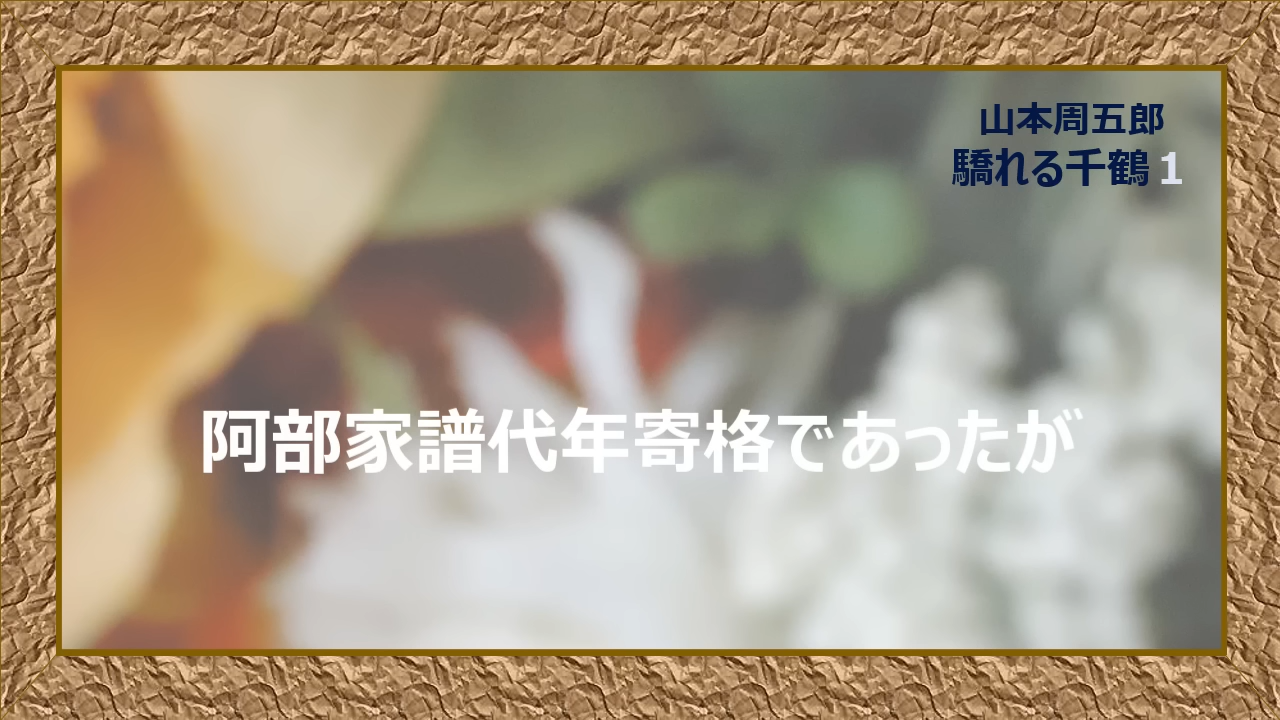 山本周五郎
驕れる千鶴 1
阿部家譜代年寄格であったが